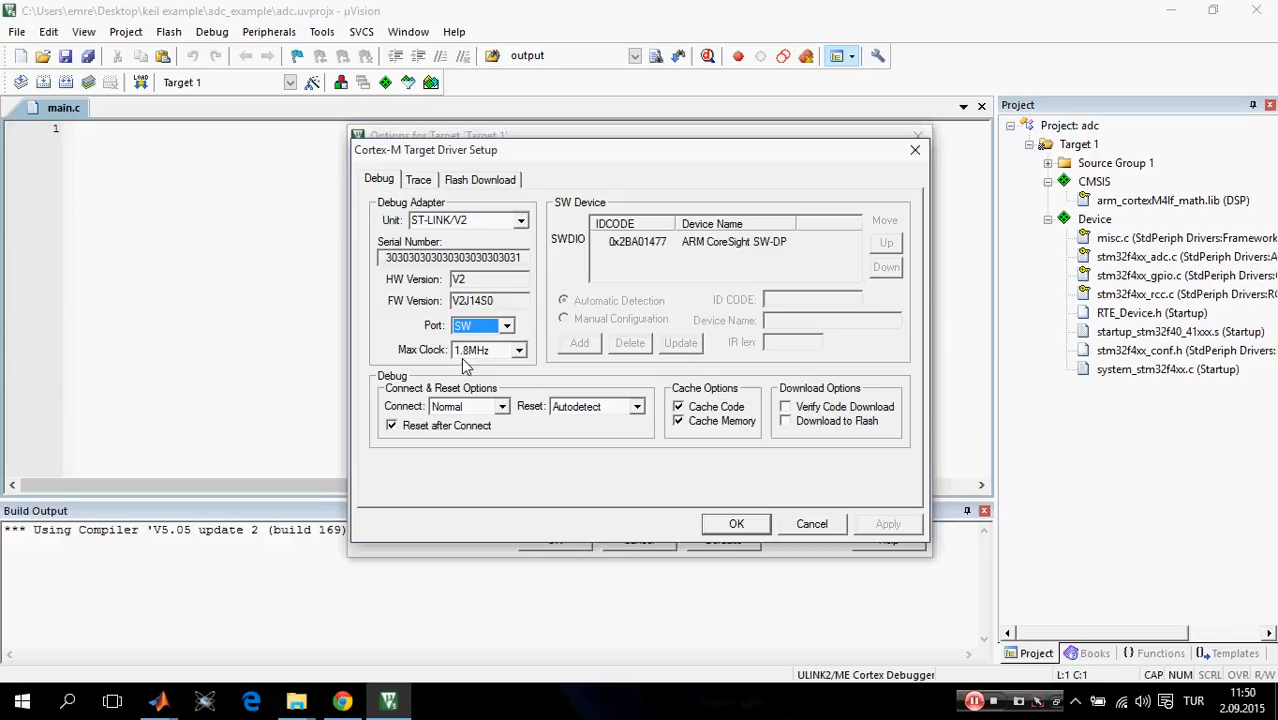 C:\Users\emre\Desktop\keil example\adc_example\adc.uvprojx - µVision
File Edit View Project Flash Debug Peripherals Tools SVCS Window Help
output
LOAD Target 1
main.c
1
Options for Target 'Target 1'
Cortex-M Target Driver Setup
Debug Trace Flash Download
Debug Adapter
Unit: ST-LINK/V2
Serial Number:
303030303030303030303031
HW Version: V2
FW Version: V2J14S0
Port: SW
Max Clock: 1.8MHz
SW Device
IDCODE Device Name Move
SWDIO 0x2BA01477 ARM CoreSight SW-DP Up
Down
Automatic Detection ID CODE:
Manual Configuration Device Name:
Add Delete Update IR len:
Debug
Connect & Reset Options
Connect: Normal Reset: Autodetect
Reset after Connect
Cache Options
Cache Code
Cache Memory
Download Options
Verify Code Download
Download to Flash
OK Cancel Apply
Project
Project: adc
Target 1
Source Group 1
CMSIS
arm_cortexM4lf_math.lib (DSP)
Device
misc.c (StdPeriph Drivers:Framework
stm32f4xx_adc.c (StdPeriph Drivers:A
stm32f4xx_gpio.c (StdPeriph Drivers:
stm32f4xx_rcc.c (StdPeriph Drivers:RC
RTE_Device.h (Startup)
startup_stm32f40_41xxx.s (Startup)
stm32f4xx_conf.h (Startup)
system_stm32f4xx.c (Startup)
Project Books {} Functions Templates
Build Output
*** Using Compiler 'V5.05 update 2 (build 169)
ULINK2/ME Cortex Debugger L:1 C:1 CAP NUM SCRL OVR R/W
TUR 11:50
2.09.2015